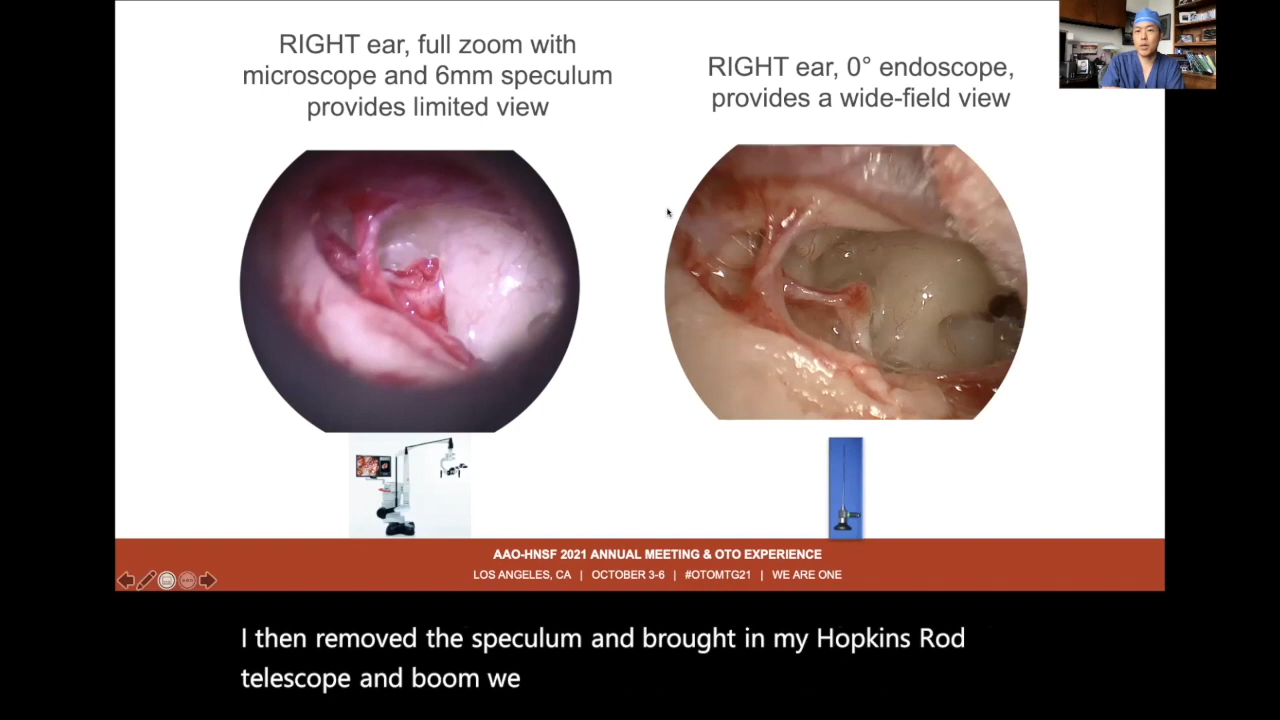 RIGHT ear, full zoom with
microscope and 6mm speculum
provides limited view
RIGHT ear, 0° endoscope,
provides a wide-field view
AAO-HNSF 2021 ANNUAL MEETING & OTO EXPERIENCE
LOS ANGELES, CA | OCTOBER 3-6 | #OTOMTG21 | WE ARE ONE
I then removed the speculum and brought in my Hopkins Rod
telescope and boom we